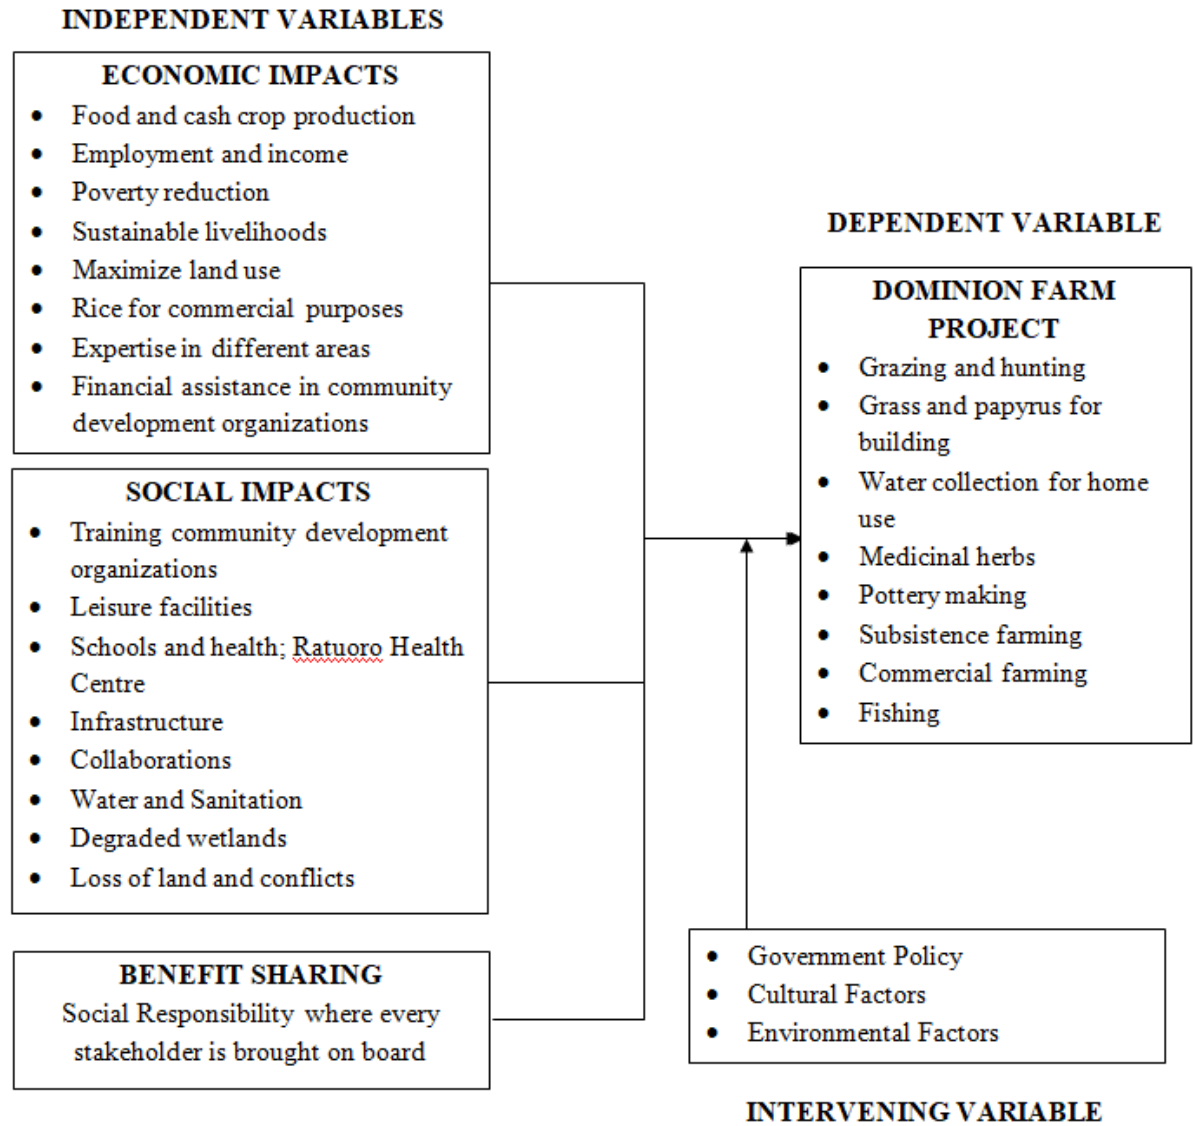 INDEPENDENT VARIABLES
ECONOMIC IMPACTS
• Food and cash crop production
• Employment and income
• Poverty reduction
• Sustainable livelihoods
• Maximize land use
• Rice for commercial purposes
• Expertise in different areas
• Financial assistance in community
development organizations
SOCIAL IMPACTS
• Training community development
organizations
• Leisure facilities
• Schools and health; Ratuoro Health
Centre
• Infrastructure
• Collaborations
• Water and Sanitation
• Degraded wetlands
• Loss of land and conflicts
BENEFIT SHARING
Social Responsibility where every
stakeholder is brought on board
DEPENDENT VARIABLE
DOMINION FARM
PROJECT
• Grazing and hunting
• Grass and papyrus for
building
• Water collection for home
use
• Medicinal herbs
• Pottery making
• Subsistence farming
• Commercial farming
• Fishing
• Government Policy
• Cultural Factors
• Environmental Factors
INTERVENING VARIABLE